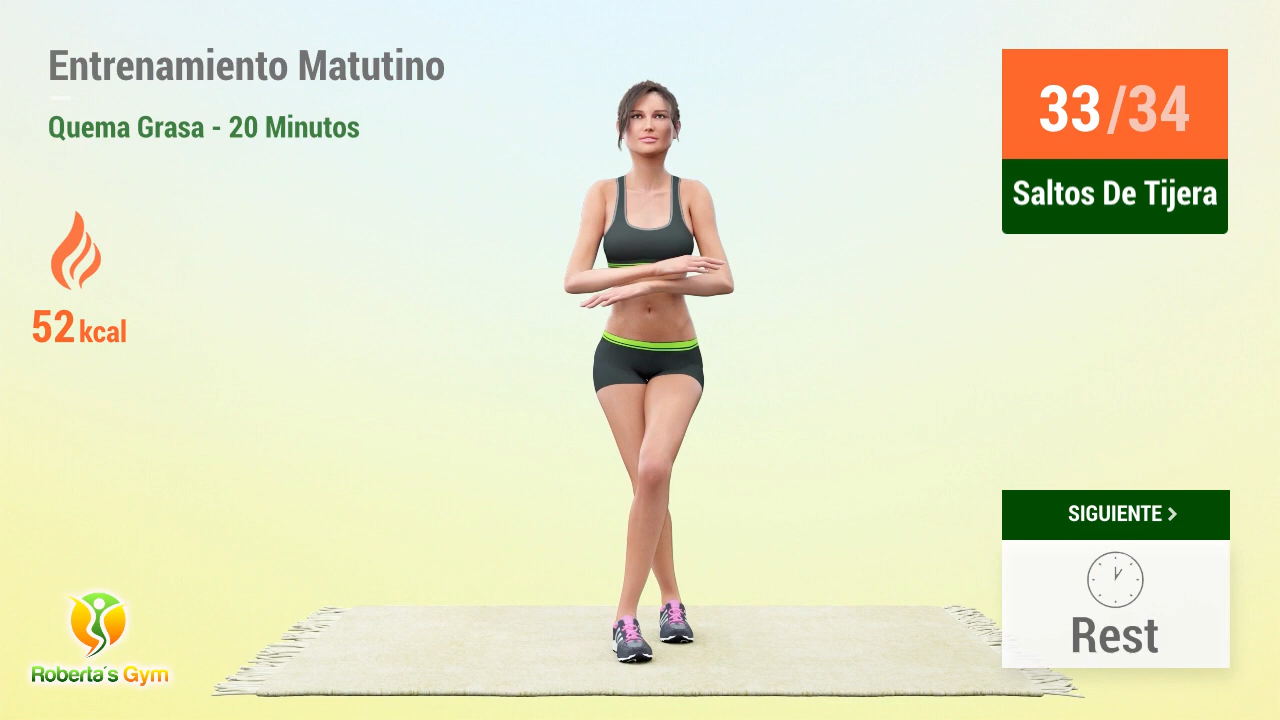 Entrenamiento Matutino
Quema Grasa - 20 Minutos
33/34
Saltos De Tijera
52 kcal
SIGUIENTE >
Rest
Roberta´s Gym